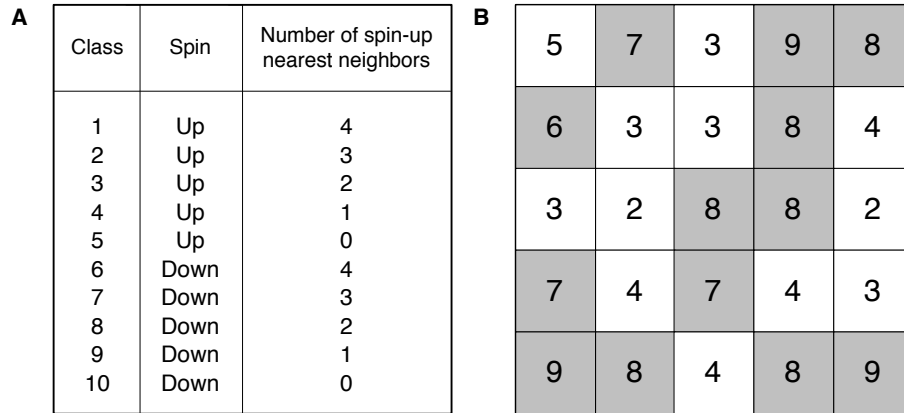 A
Class Spin Number of spin-up nearest neighbors
1 Up 4
2 Up 3
3 Up 2
4 Up 1
5 Up 0
6 Down 4
7 Down 3
8 Down 2
9 Down 1
10 Down 0
B
5 7 3 9 8
6 3 3 8 4
3 2 8 8 2
7 4 7 4 3
9 8 4 8 9